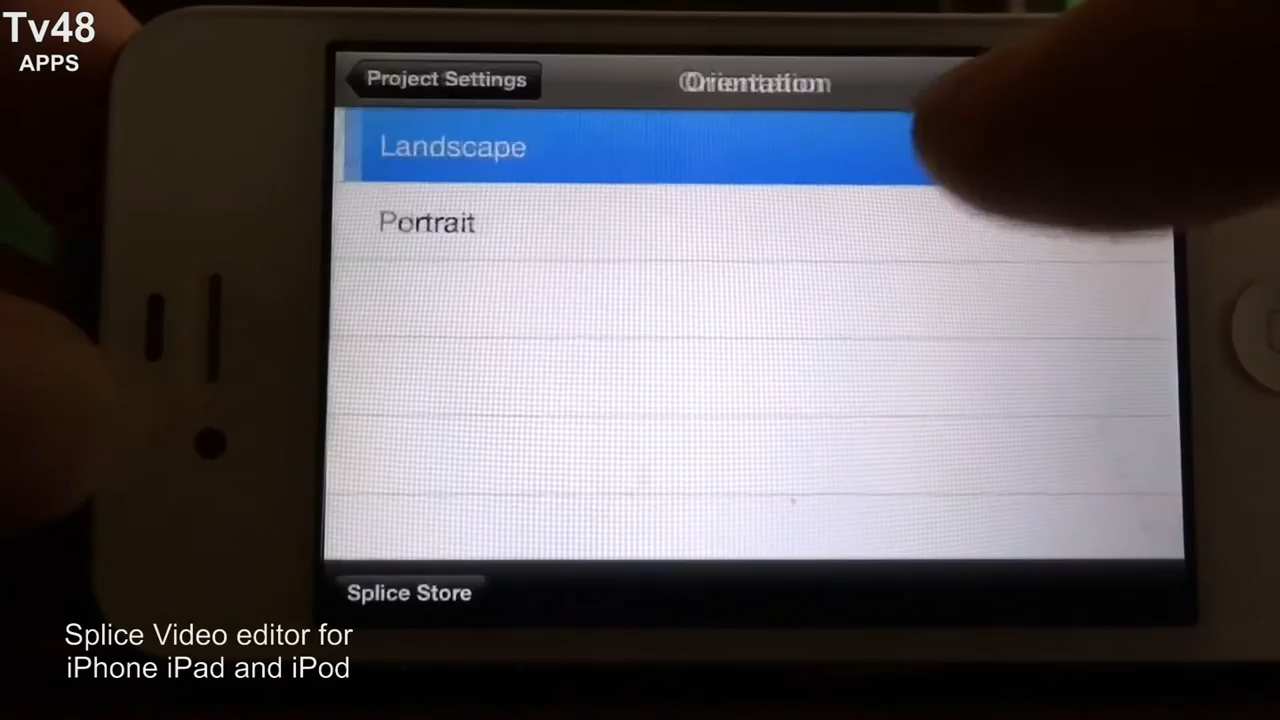 Tv48
APPS
Project Settings
Orientation
Landscape
Portrait
Splice Store
Splice Video editor for
iPhone iPad and iPod